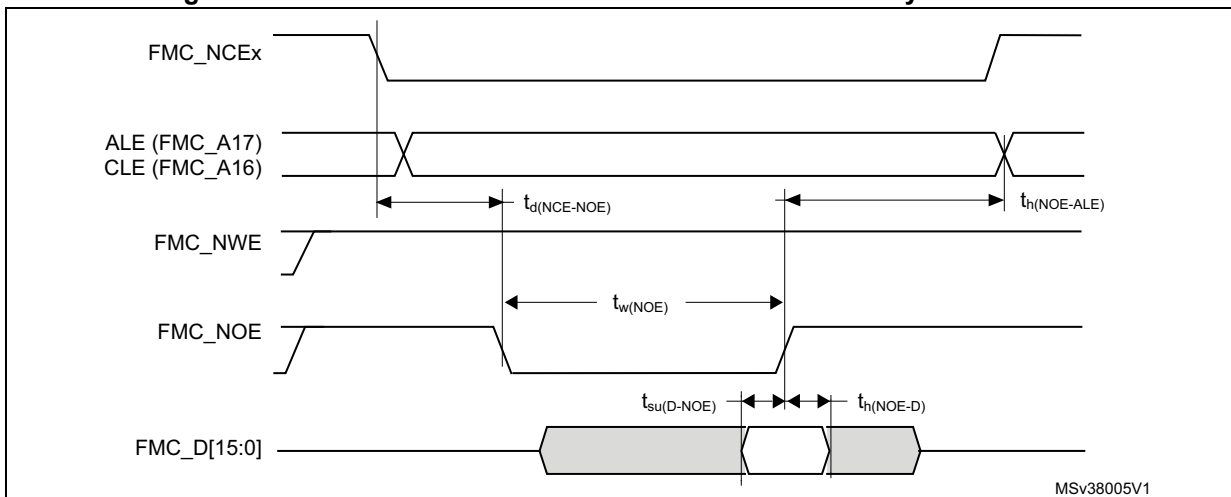 FMC_NCEx
ALE (FMC_A17)
CLE (FMC_A16)
td(NCE-NOE)
th(NOE-ALE)
FMC_NWE
tw(NOE)
FMC_NOE
tsu(D-NOE)
th(NOE-D)
FMC_D[15:0]
MSv38005V1